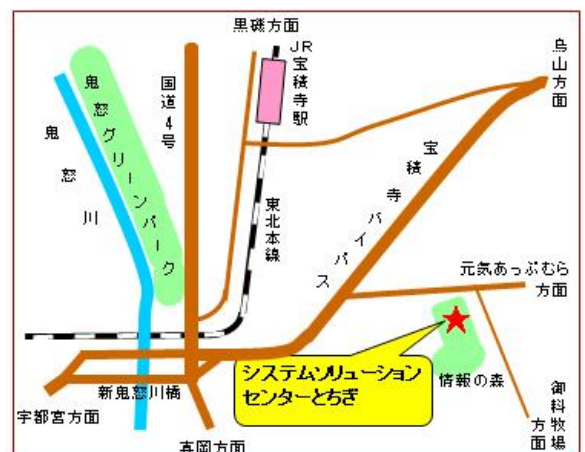 黒磯方面
JR宝積寺駅
烏山方面
国道4号
鬼怒グリーンパーク
鬼怒川
宝積寺バイパス
東北本線
元気あっぷむら
方面
システムソリューション
センターとちぎ
情報の森
御料牧場
方面
新鬼怒川橋
宇都宮方面
真岡方面